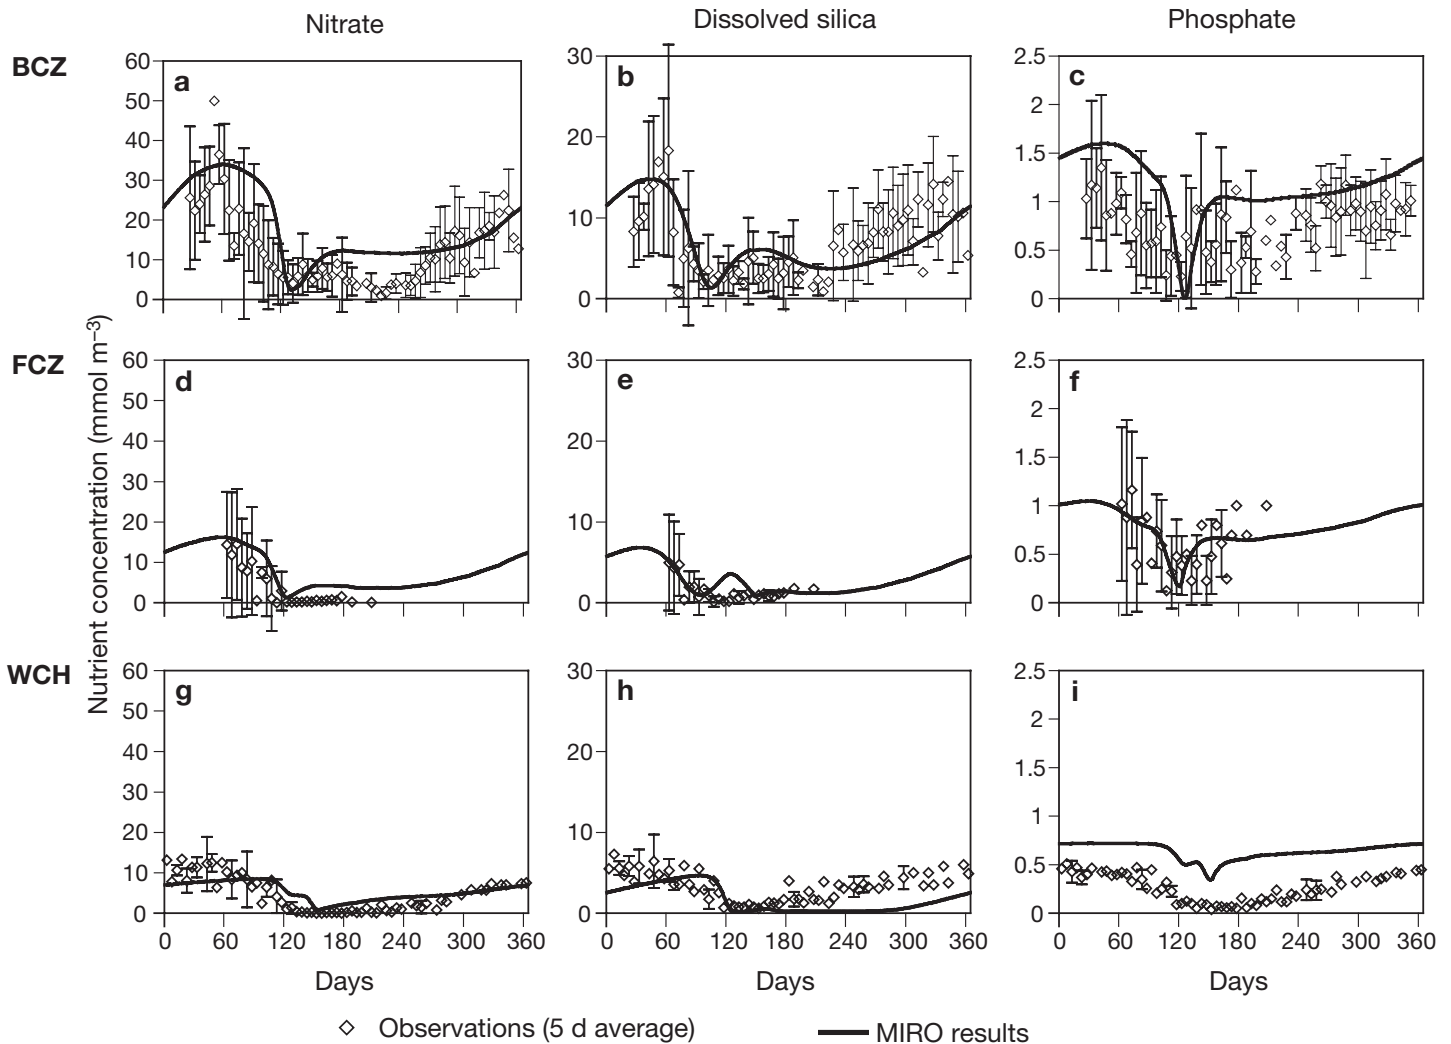 Nitrate
Dissolved silica
Phosphate
BCZ
a
60
50
40
30
20
10
0
b
30
20
10
0
c
2.5
2
1.5
1
0.5
0
FCZ
d
60
50
40
30
20
10
0
e
30
20
10
0
f
2.5
2
1.5
1
0.5
0
WCH
g
60
50
40
30
20
10
0
h
30
20
10
0
i
2.5
2
1.5
1
0.5
0
Nutrient concentration (mmol m⁻³)
0 60 120 180 240 300 360
0 60 120 180 240 300 360
0 60 120 180 240 300 360
Days
Days
Days
Observations (5 d average)
MIRO results